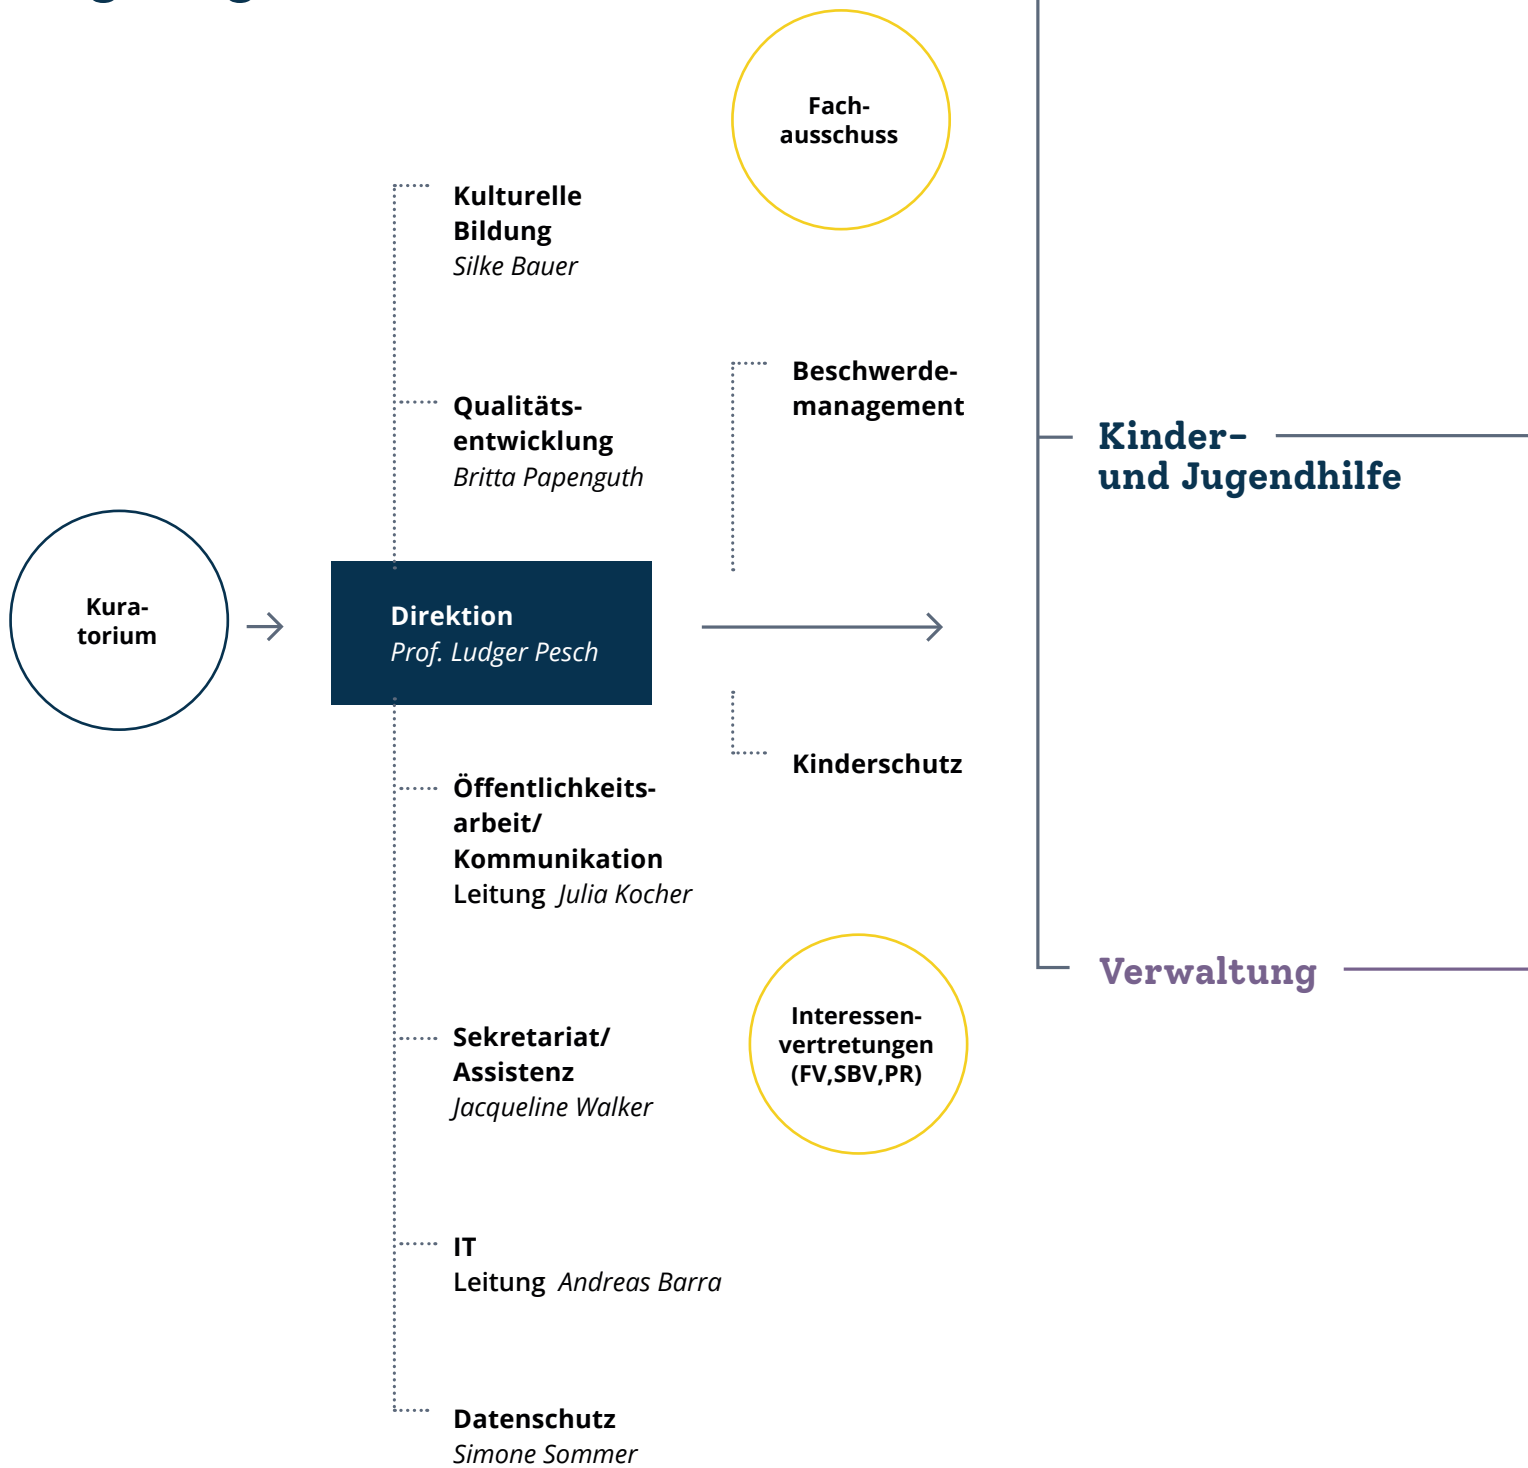 Fach-
ausschuss
Kulturelle
Bildung
Silke Bauer
Beschwerde-
management
Qualitäts-
entwicklung
Britta Papenguth
Kinder-
und Jugendhilfe
Kura-
torium
Direktion
Prof. Ludger Pesch
Kinderschutz
Öffentlichkeits-
arbeit/
Kommunikation
Leitung Julia Kocher
Verwaltung
Interessen-
vertretungen
(FV,SBV,PR)
Sekretariat/
Assistenz
Jacqueline Walker
IT
Leitung Andreas Barra
Datenschutz
Simone Sommer